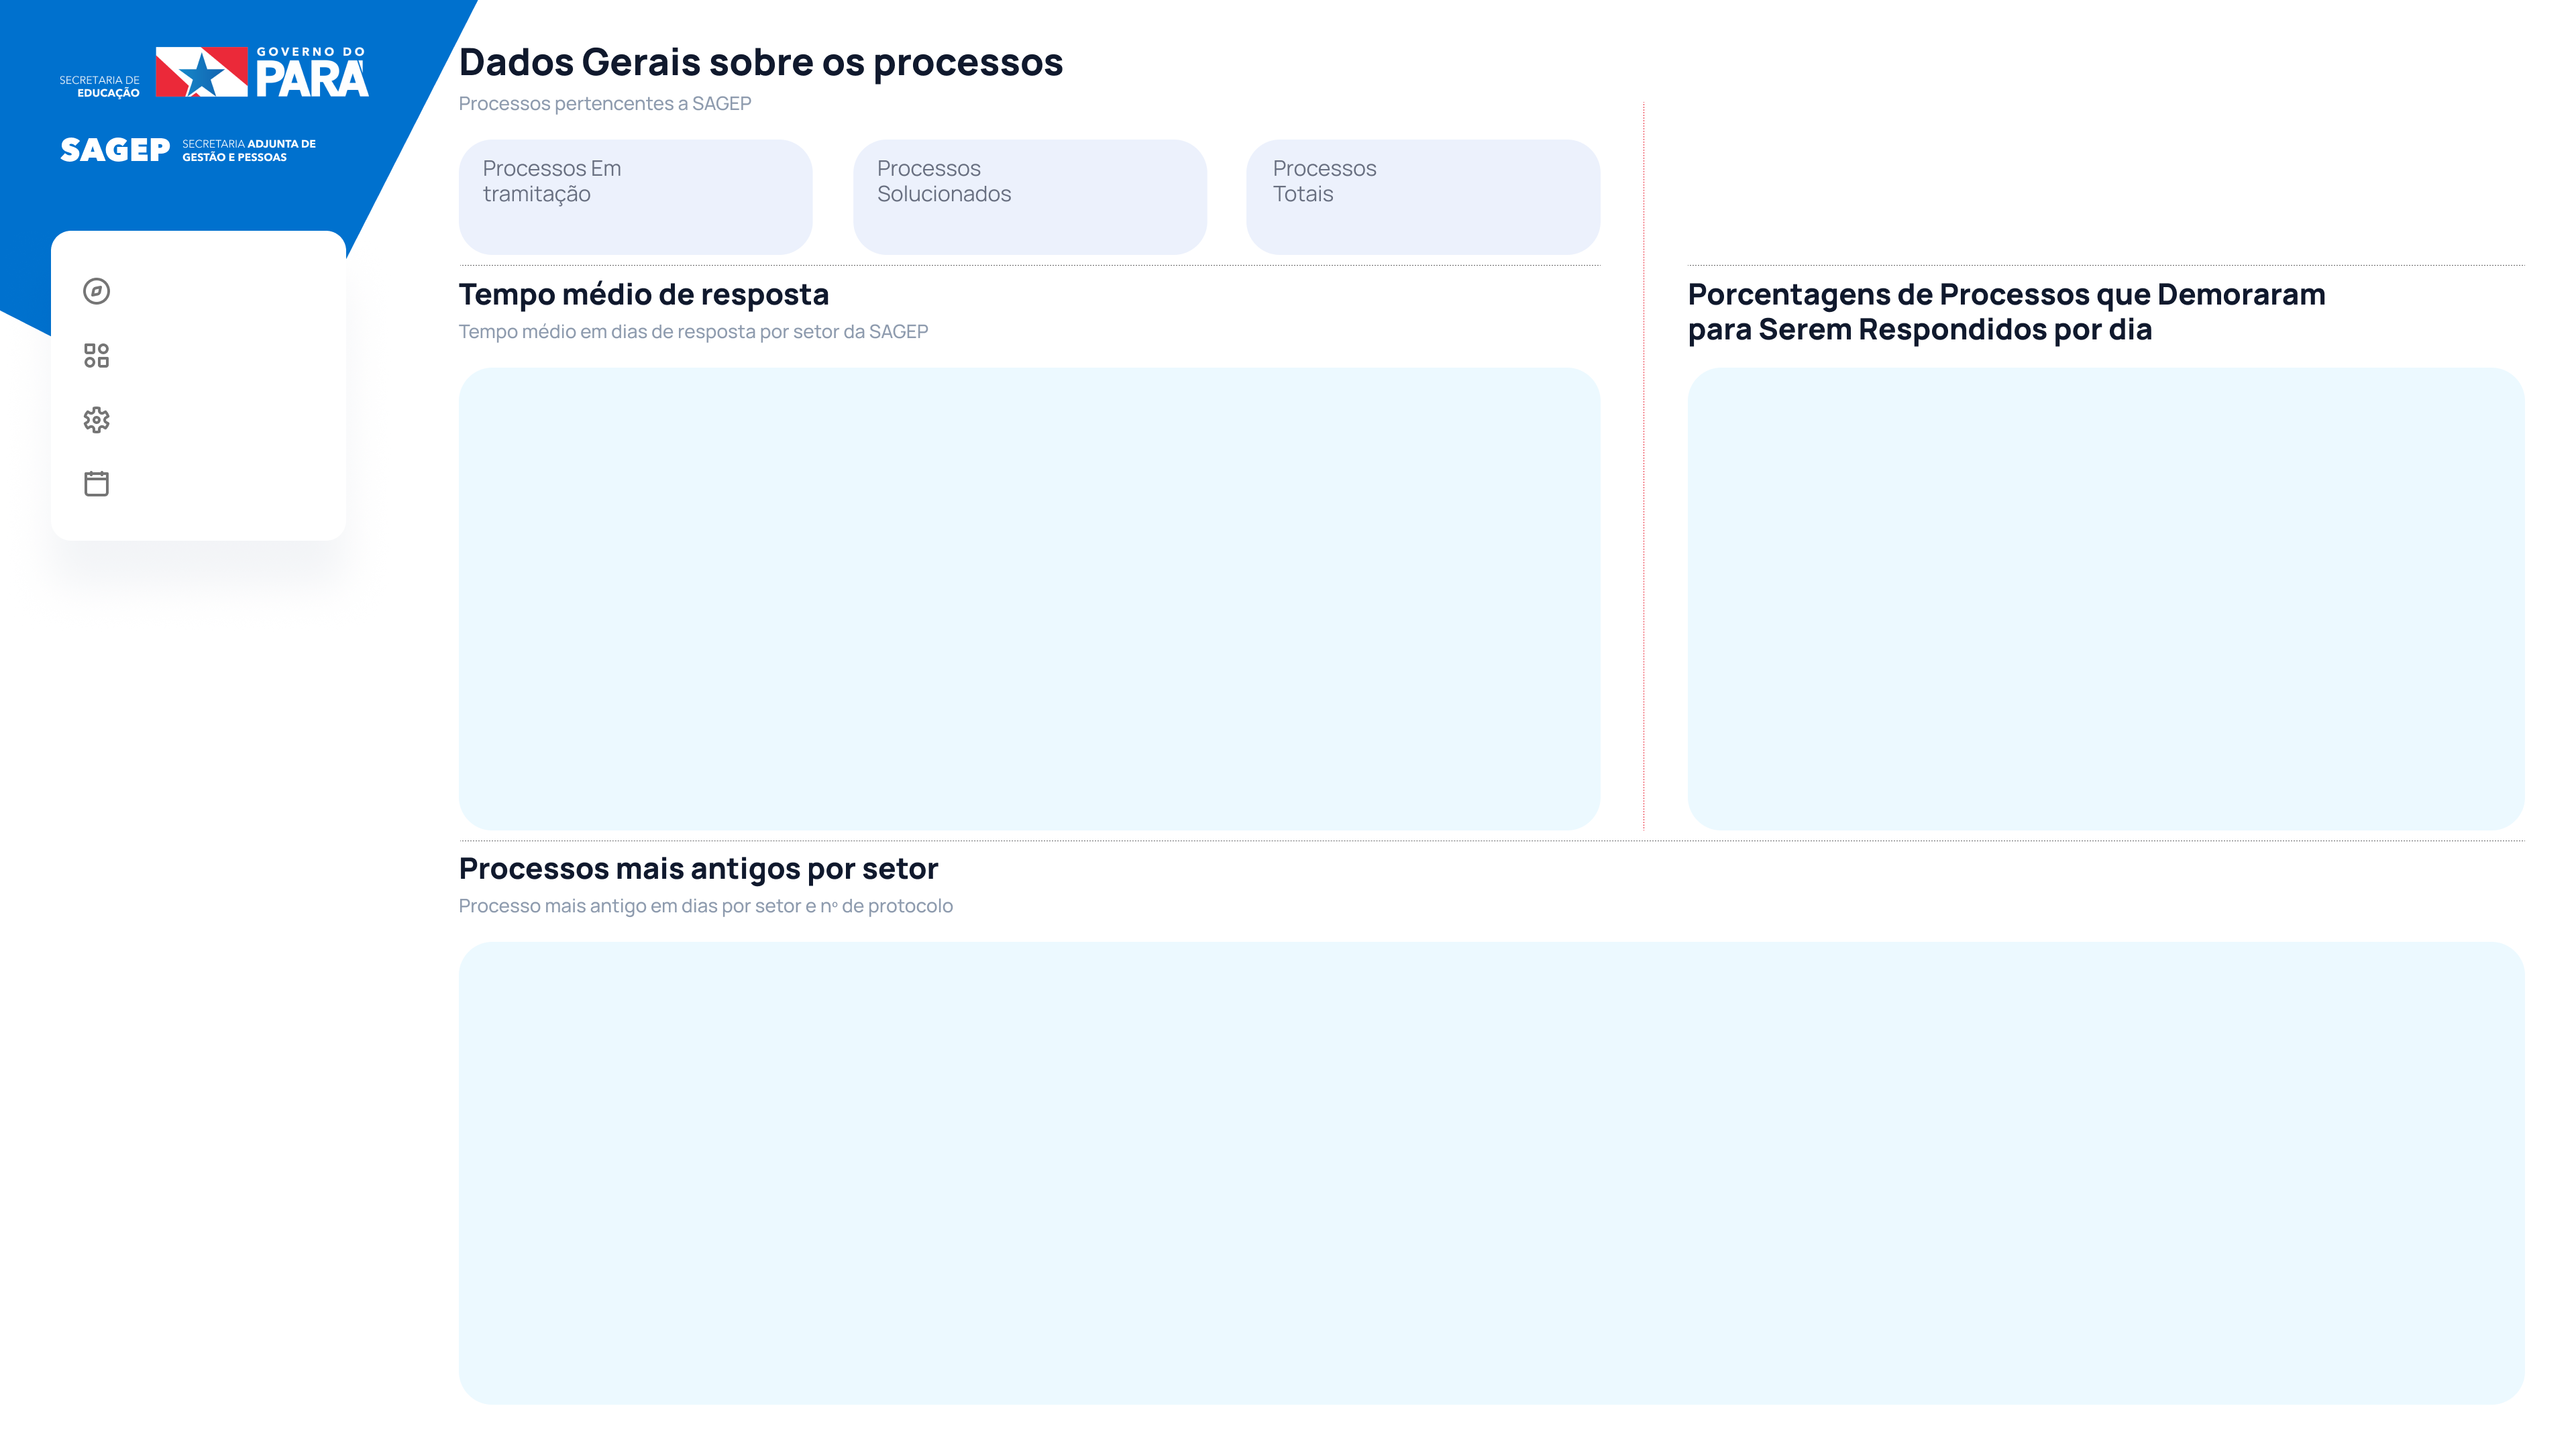 SECRETARIA DE
EDUCAÇÃO
GOVERNO DO
PARÁ
SAGEP
SECRETARIA ADJUNTA DE
GESTÃO E PESSOAS
Dados Gerais sobre os processos
Processos pertencentes a SAGEP
Processos Em
tramitação
Processos
Solucionados
Processos
Totais
Tempo médio de resposta
Tempo médio em dias de resposta por setor da SAGEP
Porcentagens de Processos que Demoraram
para Serem Respondidos por dia
Processos mais antigos por setor
Processo mais antigo em dias por setor e nº de protocolo